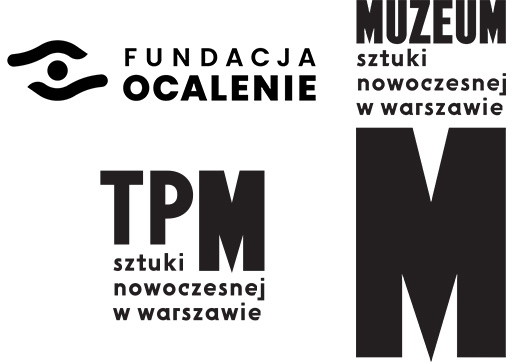 FUNDACJA
OCALENIE
MUZEUM
sztuki
nowoczesnej
w warszawie
M
TPM
sztuki
nowoczesnej
w warszawie